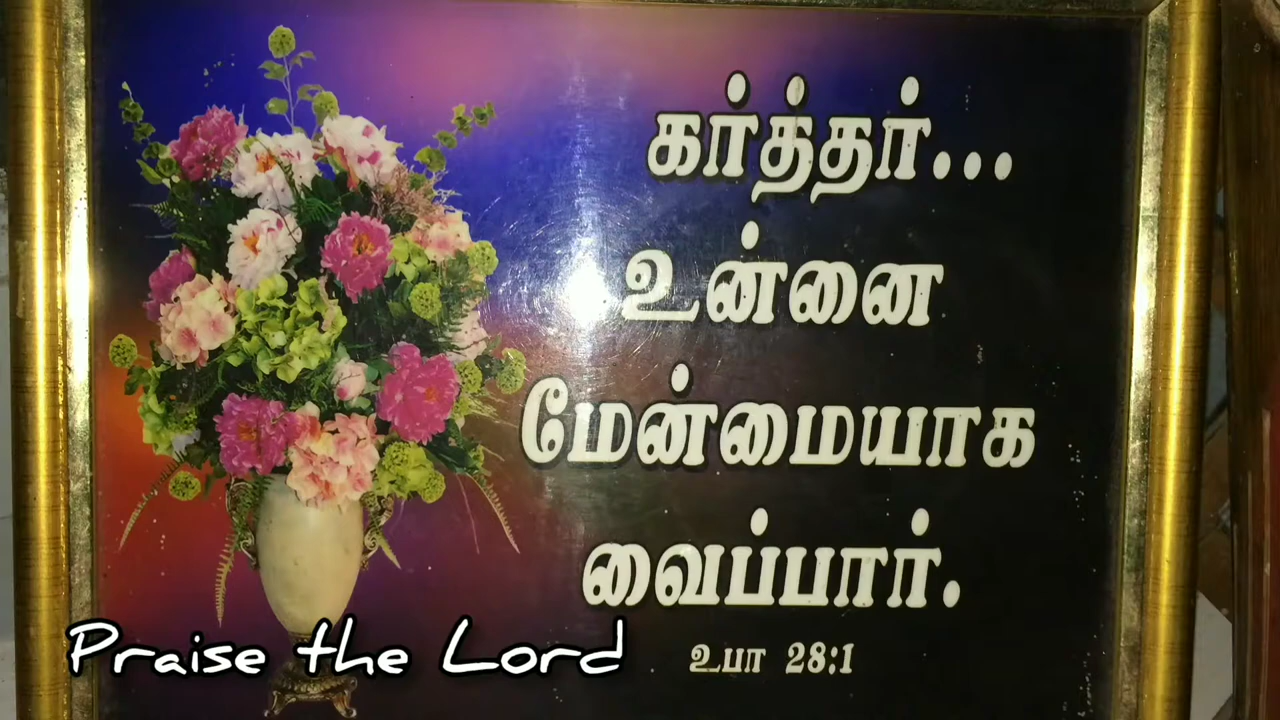 கர்த்தர்...
உன்னை
மேன்மையாக
வைப்பார்.
உபா 28:1
Praise the Lord